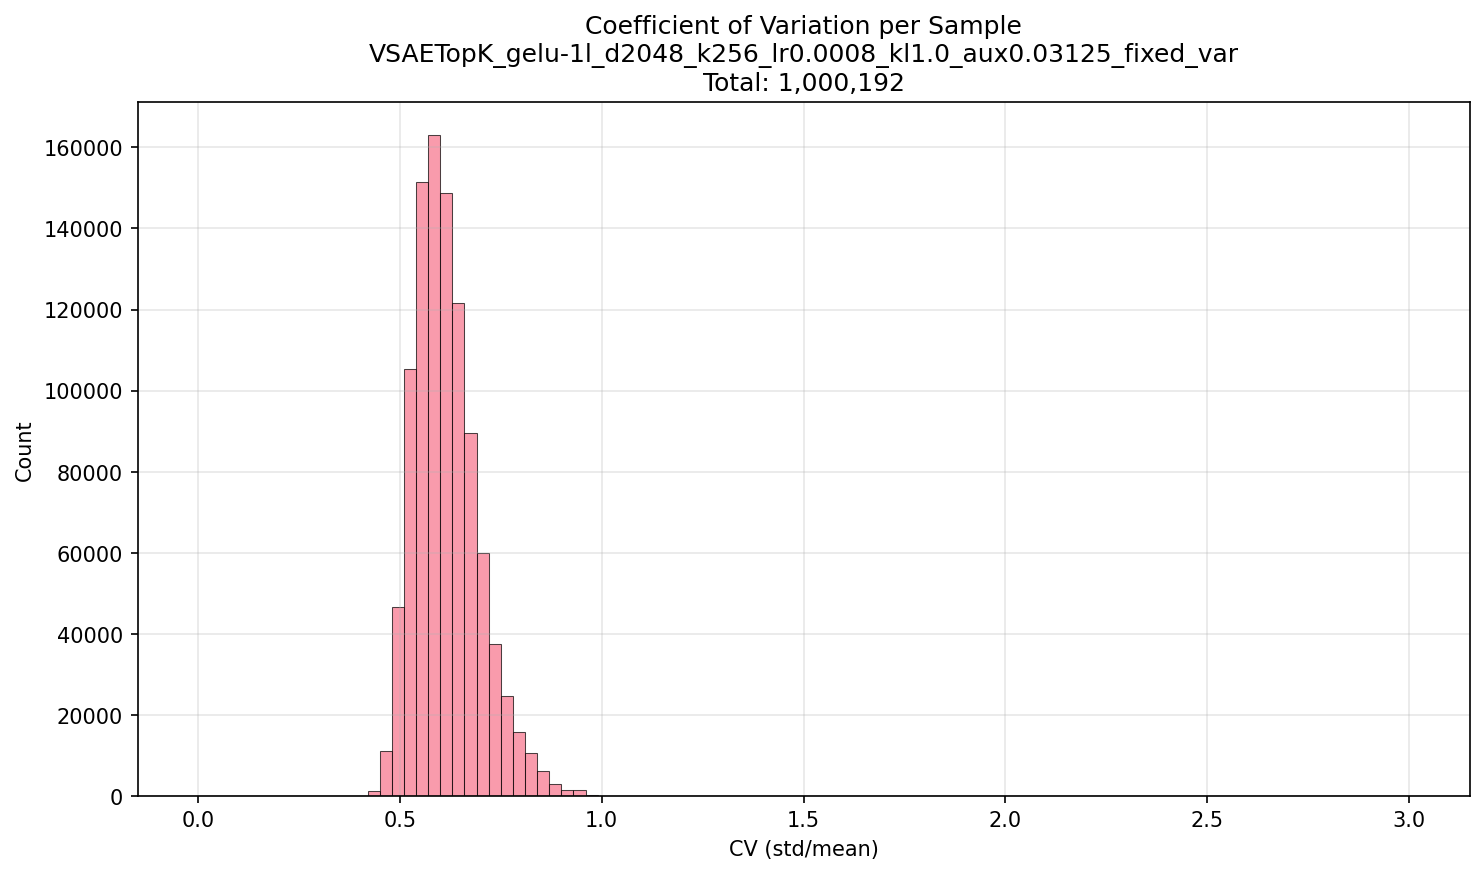 Coefficient of Variation per Sample
VSAETopK_gelu-1l_d2048_k256_lr0.0008_kl1.0_aux0.03125_fixed_var
Total: 1,000,192
160000
140000
120000
100000
80000
60000
40000
20000
0
Count
0.0 0.5 1.0 1.5 2.0 2.5 3.0
CV (std/mean)